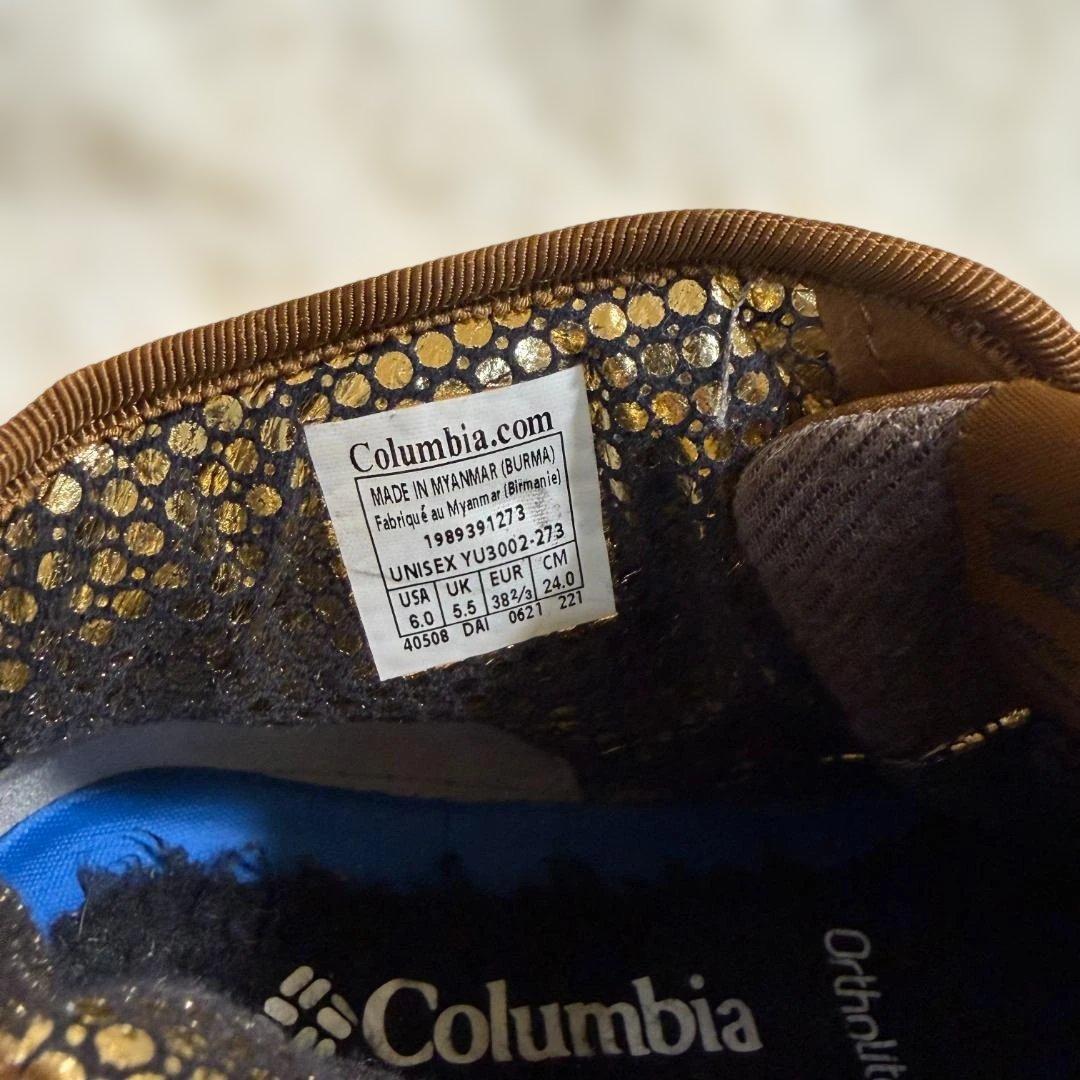 Columbia.com
MADE IN MYANMAR (BURMA)
Fabriqué au Myanmar (Birmanie)
1989391273
UNISEX YU3002-273
USA UK EUR CM
6.0 5.5 38²/₃ 24.0
40508 DAI 0621 221
Columbia
OrthoLit